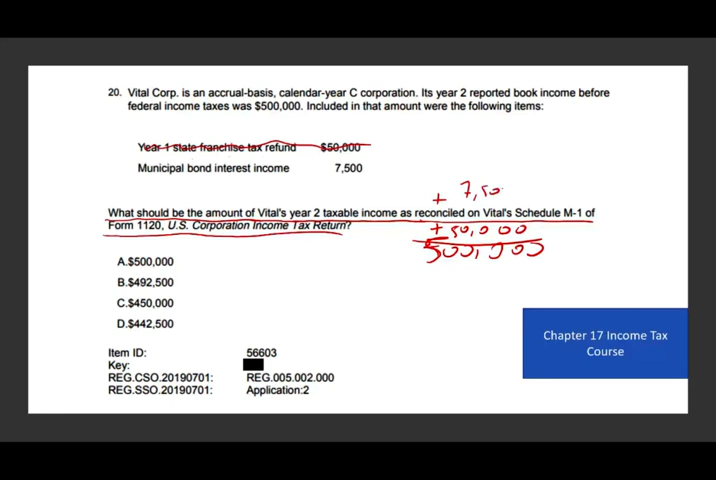 20. Vital Corp. is an accrual-basis, calendar-year C corporation. Its year 2 reported book income before
federal income taxes was $500,000. Included in that amount were the following items:
Year 1 state franchise tax refund $50,000
Municipal bond interest income 7,500
+ 7,50
What should be the amount of Vital's year 2 taxable income as reconciled on Vital's Schedule M-1 of
Form 1120, U.S. Corporation Income Tax Return?
+ 50,000
500,000
A.$500,000
B.$492,500
C.$450,000
D.$442,500
Chapter 17 Income Tax
Course
Item ID: 56603
Key:
REG.CSO.20190701: REG.005.002.000
REG.SSO.20190701: Application:2